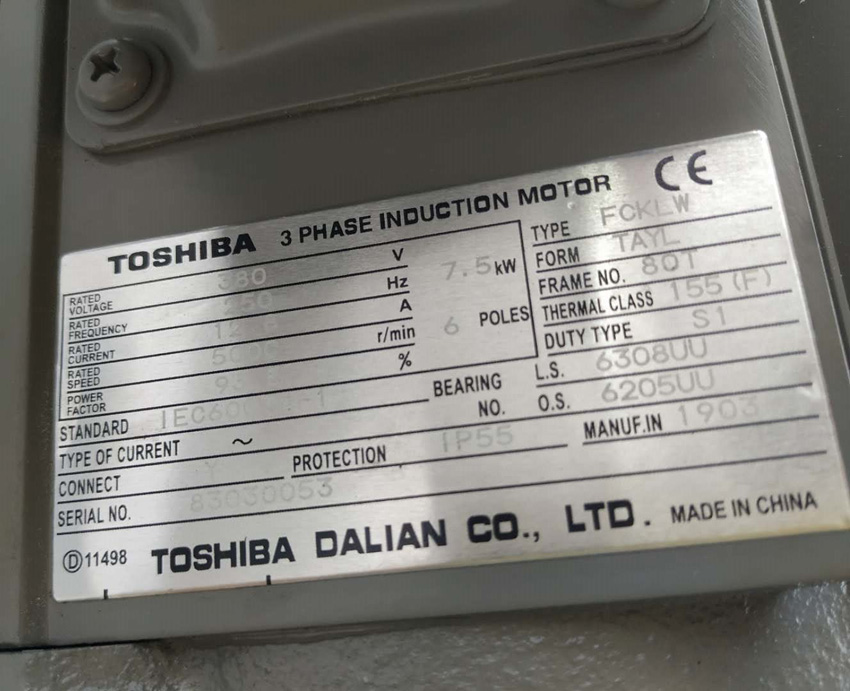 TOSHIBA 3 PHASE INDUCTION MOTOR CE
RATED VOLTAGE 380 V
RATED FREQUENCY 250 Hz
RATED CURRENT A
RATED SPEED 5000 r/min
POWER FACTOR %
7.5 kW
6 POLES
TYPE FCKLW
FORM TAYL
FRAME NO. 80T
THERMAL CLASS 155 (F)
DUTY TYPE S1
STANDARD
BEARING NO. L.S. 6308UU
O.S. 6205UU
TYPE OF CURRENT ~
CONNECT Y PROTECTION IP55 MANUF.IN 1903
SERIAL NO. 83030053
D 11498 TOSHIBA DALIAN CO., LTD. MADE IN CHINA